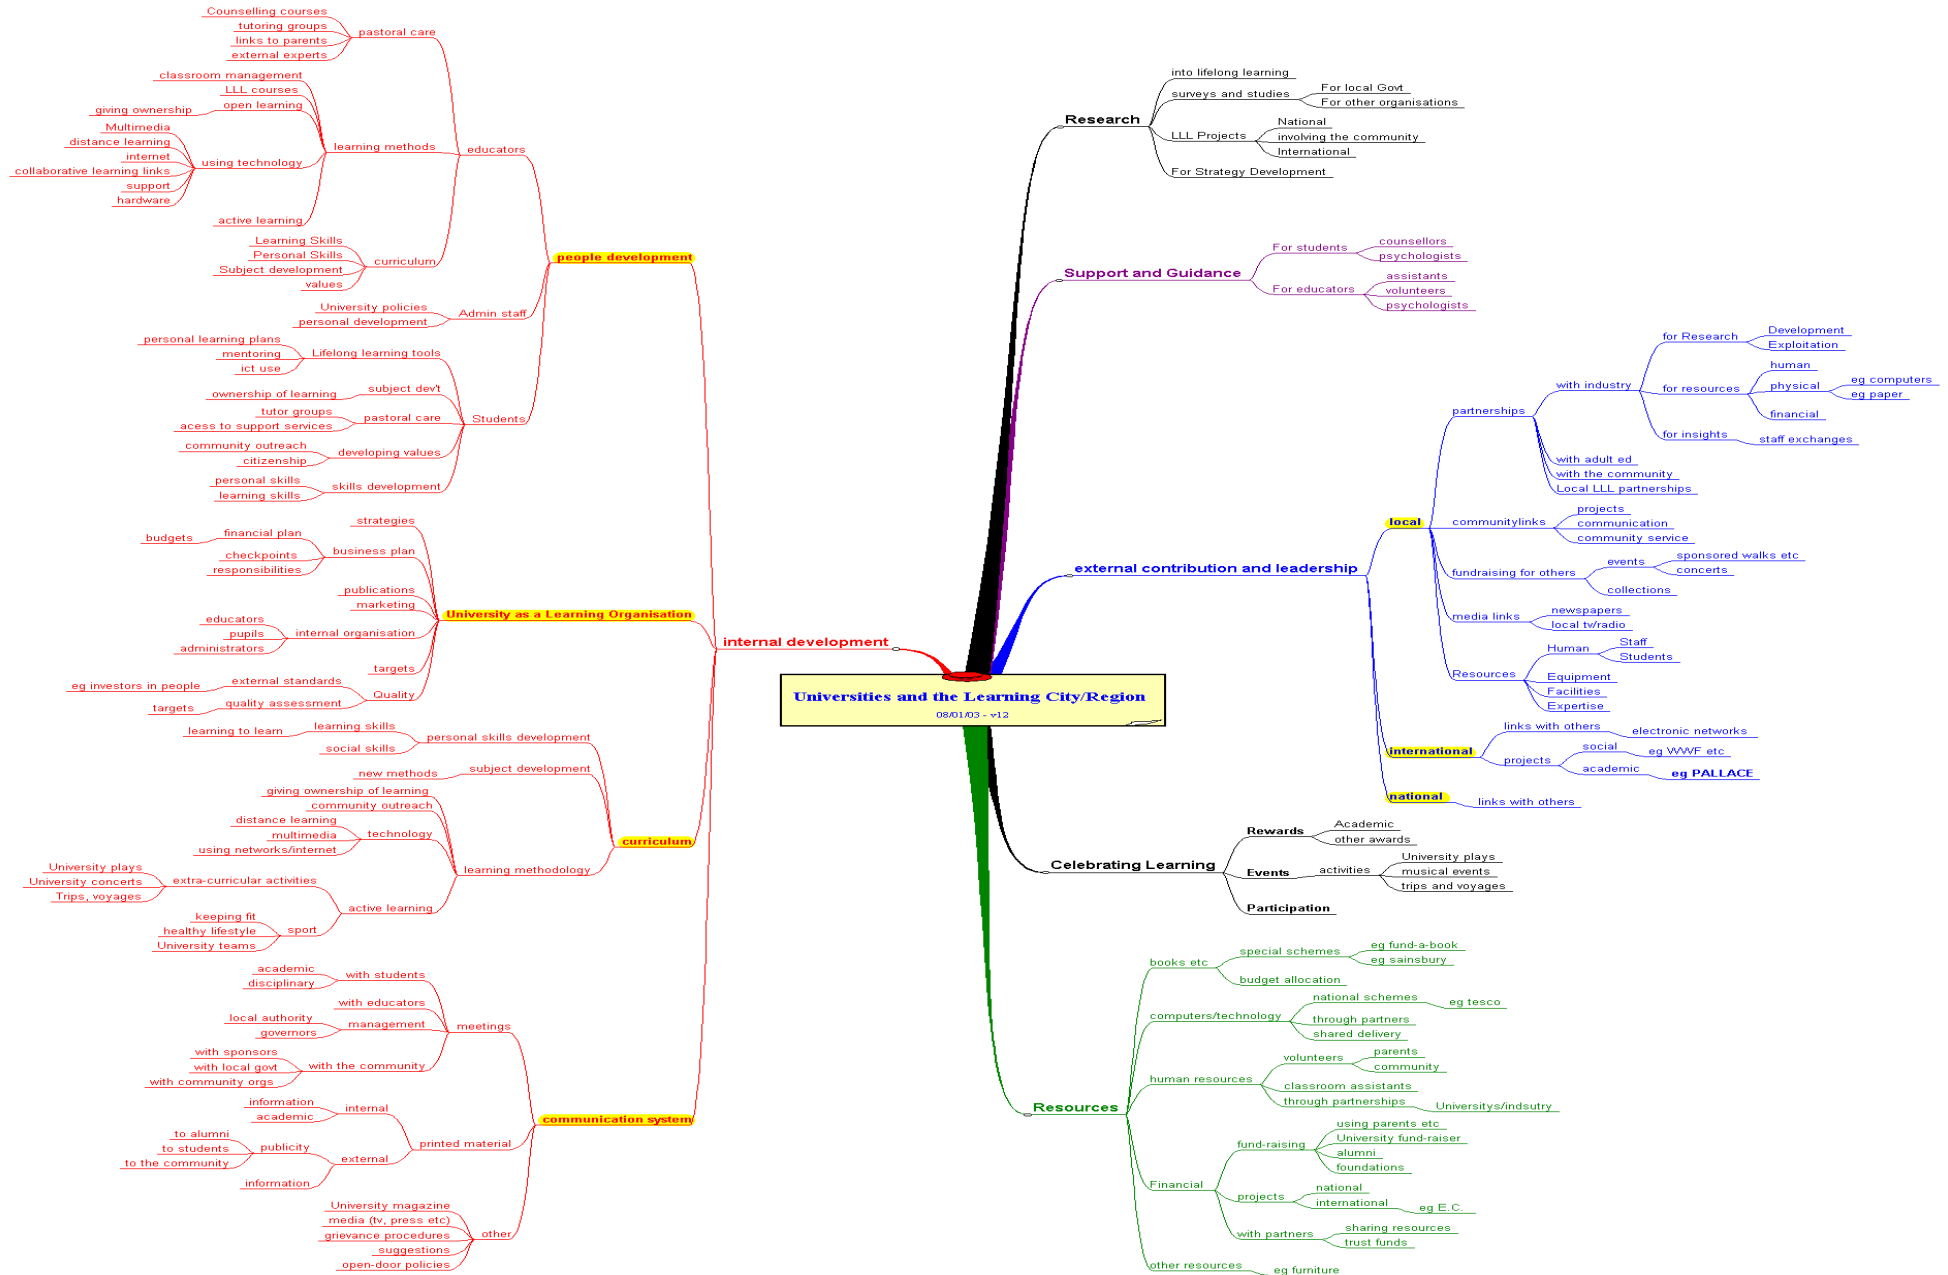 Universities and the Learning City/Region
08/01/03 - v12
internal development
people development
educators
pastoral care
Counselling courses
tutoring groups
links to parents
external experts
learning methods
classroom management
LLL courses
open learning
giving ownership
using technology
Multimedia
distance learning
internet
collaborative learning links
support
hardware
active learning
curriculum
Learning Skills
Personal Skills
Subject development
values
Admin staff
University policies
personal development
Students
Lifelong learning tools
personal learning plans
mentoring
ict use
subject dev't
ownership of learning
pastoral care
tutor groups
acess to support services
developing values
community outreach
citizenship
skills development
personal skills
learning skills
University as a Learning Organisation
strategies
business plan
financial plan
budgets
checkpoints
responsibilities
publications
marketing
internal organisation
educators
pupils
administrators
targets
Quality
external standards
eg investors in people
quality assessment
targets
curriculum
personal skills development
learning skills
learning to learn
social skills
subject development
new methods
learning methodology
giving ownership of learning
community outreach
technology
distance learning
multimedia
using networks/internet
active learning
extra-curricular activities
University plays
University concerts
Trips, voyages
sport
keeping fit
healthy lifestyle
University teams
communication system
meetings
with students
academic
disciplinary
with educators
management
local authority
governors
with the community
with sponsors
with local govt
with community orgs
printed material
internal
information
academic
external
publicity
to alumni
to students
to the community
information
other
University magazine
media (tv, press etc)
grievance procedures
suggestions
open-door policies
Research
into lifelong learning
surveys and studies
For local Govt
For other organisations
LLL Projects
National
involving the community
International
For Strategy Development
Support and Guidance
For students
counsellors
psychologists
For educators
assistants
volunteers
psychologists
external contribution and leadership
local
partnerships
with industry
for Research
Development
Exploitation
for resources
human
physical
eg computers
eg paper
financial
for insights
staff exchanges
with adult ed
with the community
Local LLL partnerships
communitylinks
projects
communication
community service
fundraising for others
events
sponsored walks etc
concerts
collections
media links
newspapers
local tv/radio
Resources
Human
Staff
Students
Equipment
Facilities
Expertise
international
links with others
electronic networks
projects
social
eg WWF etc
academic
eg PALLACE
national
links with others
Celebrating Learning
Rewards
Academic
other awards
Events
activities
University plays
musical events
trips and voyages
Participation
Resources
books etc
special schemes
eg fund-a-book
eg sainsbury
budget allocation
computers/technology
national schemes
eg tesco
through partners
shared delivery
human resources
volunteers
parents
community
classroom assistants
through partnerships
Universitys/indsutry
Financial
fund-raising
using parents etc
University fund-raiser
alumni
foundations
projects
national
international
eg E.C.
with partners
sharing resources
trust funds
other resources
eg furniture